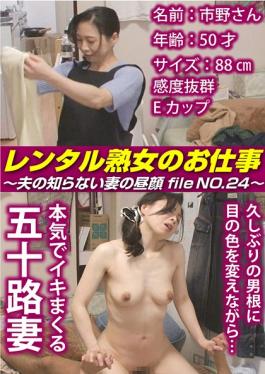 名前：市野さん
年齢：50才
サイズ：88㎝
感度抜群
Eカップ
レンタル熟女のお仕事
～夫の知らない妻の昼顔 file NO.24～
久しぶりの男根に
目の色を変えながら…
本気でイキまくる
五十路妻